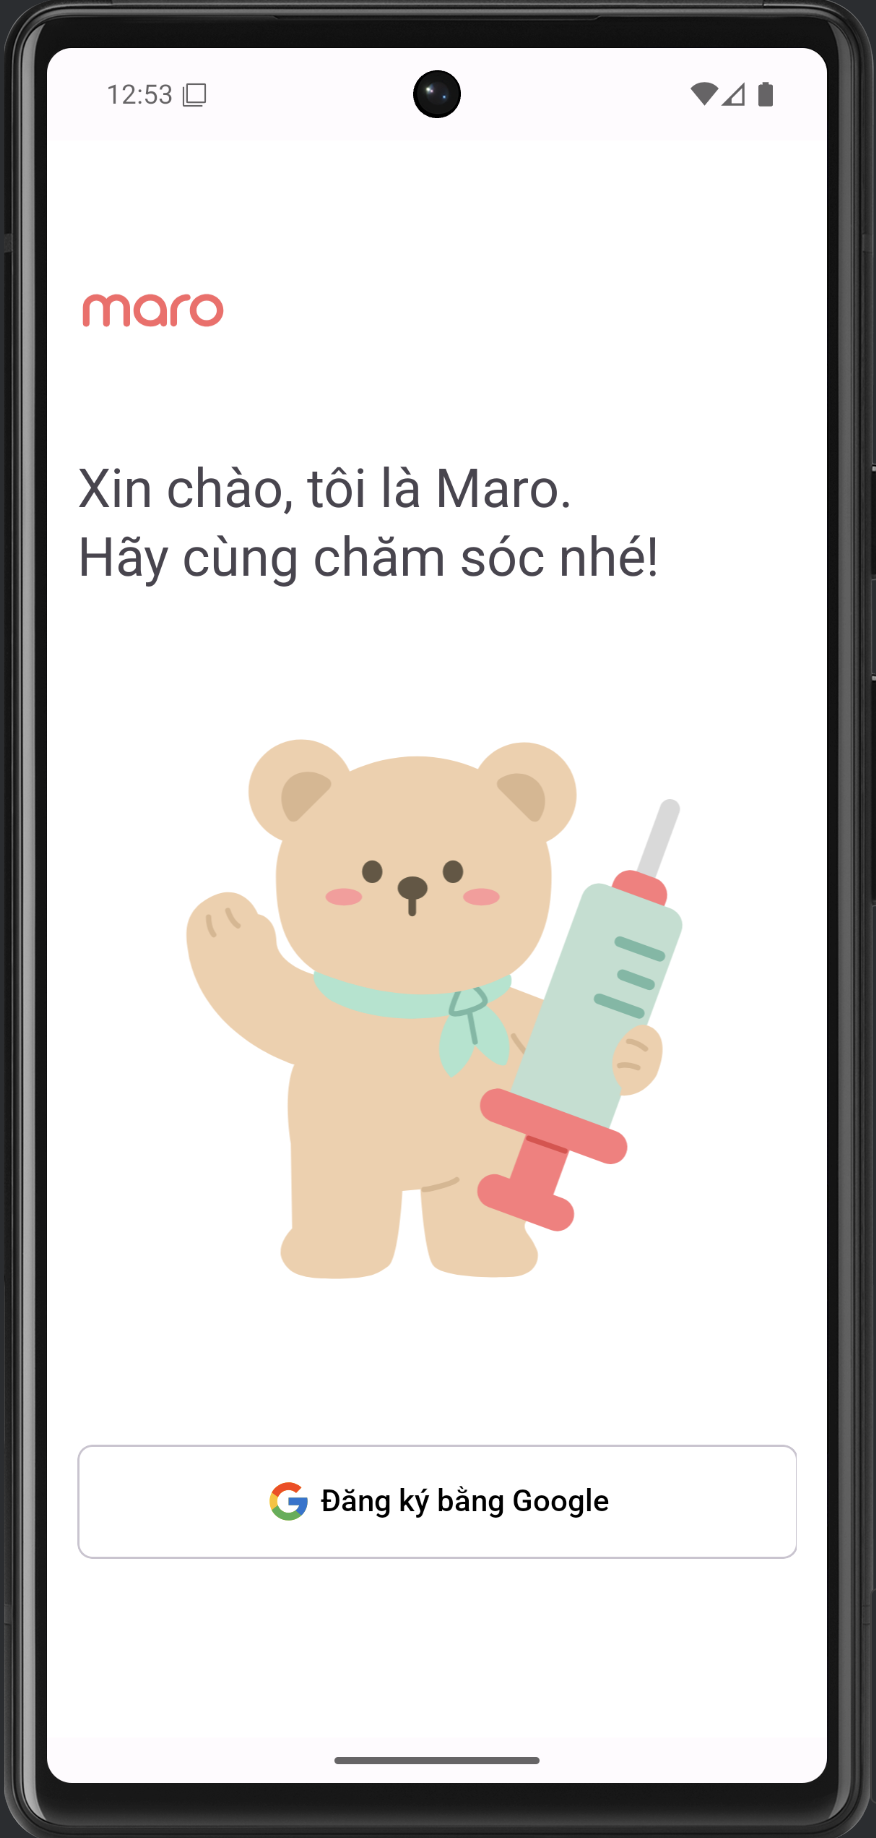 12:53
maro
Xin chào, tôi là Maro.
Hãy cùng chăm sóc nhé!
Đăng ký bằng Google